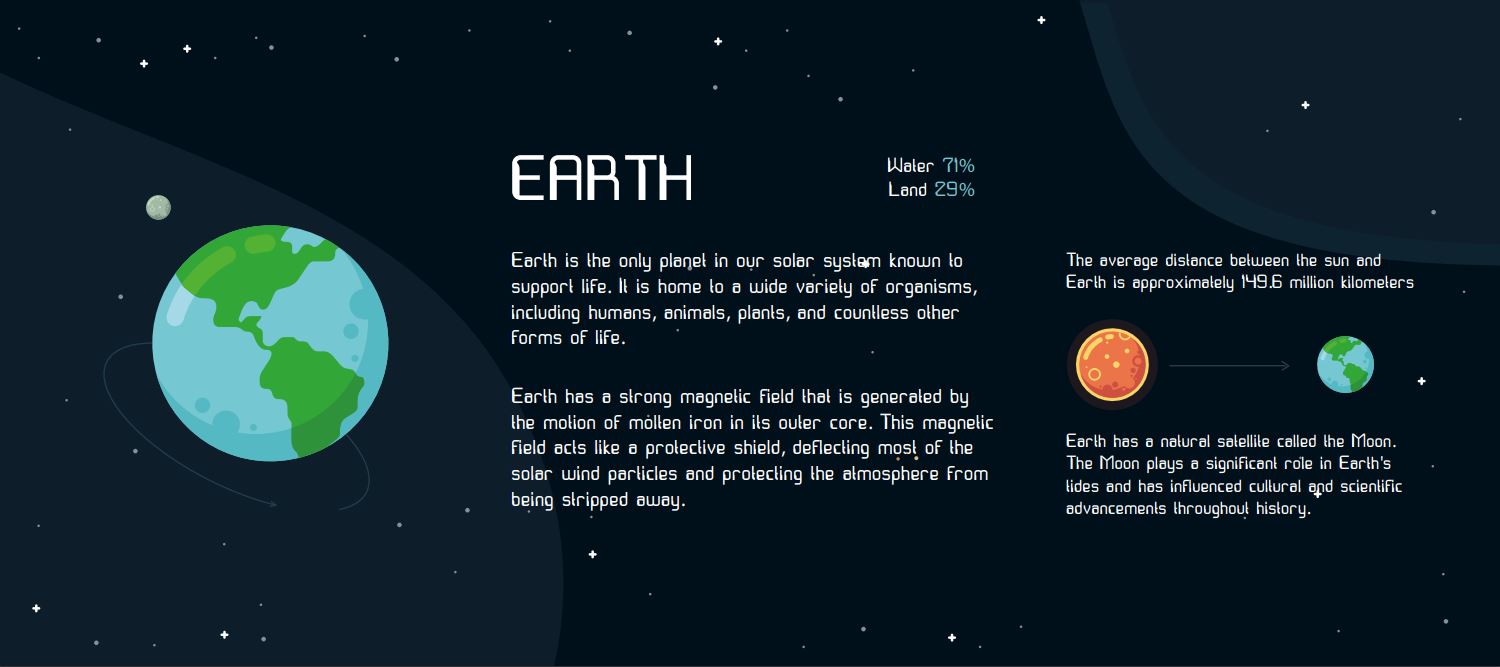 EARTH
Water 71%
Land 29%
Earth is the only planet in our solar system known to
support life. It is home to a wide variety of organisms,
including humans, animals, plants, and countless other
forms of life.
Earth has a strong magnetic field that is generated by
the motion of molten iron in its outer core. This magnetic
field acts like a protective shield, deflecting most of the
solar wind particles and protecting the atmosphere from
being stripped away.
The average distance between the sun and
Earth is approximately 149.6 million kilometers
Earth has a natural satellite called the Moon.
The Moon plays a significant role in Earth's
tides and has influenced cultural and scientific
advancements throughout history.